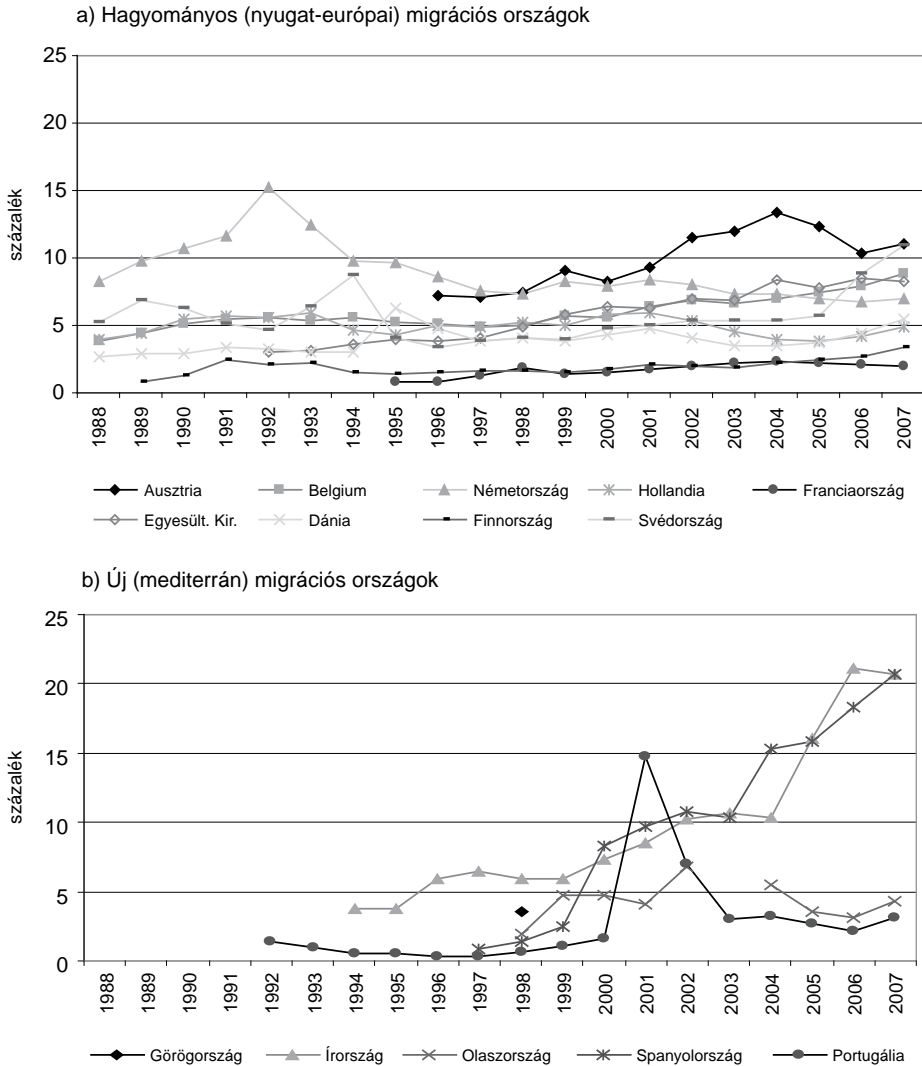 a) Hagyományos (nyugat-európai) migrációs országok
25
20
15
10
5
0
százalék
1988 1989 1990 1991 1992 1993 1994 1995 1996 1997 1998 1999 2000 2001 2002 2003 2004 2005 2006 2007
Ausztria Belgium Németország Hollandia Franciaország
Egyesült. Kir. Dánia Finnország Svédország
b) Új (mediterrán) migrációs országok
25
20
15
10
5
0
százalék
1988 1989 1990 1991 1992 1993 1994 1995 1996 1997 1998 1999 2000 2001 2002 2003 2004 2005 2006 2007
Görögország Írország Olaszország Spanyolország Portugália